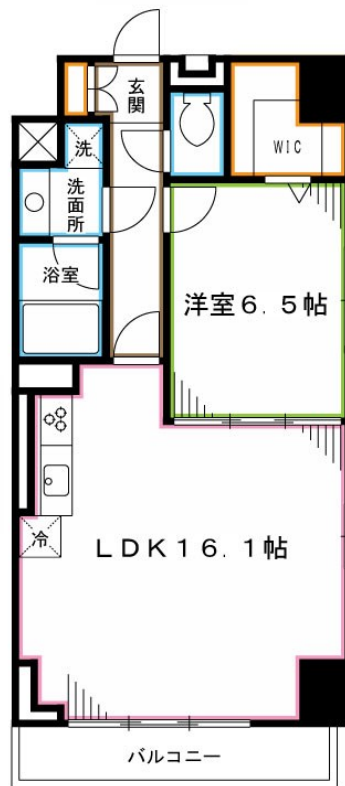 玄関
洗
WIC
洗面所
浴室
洋室6.5帖
冷
LDK16.1帖
バルコニー